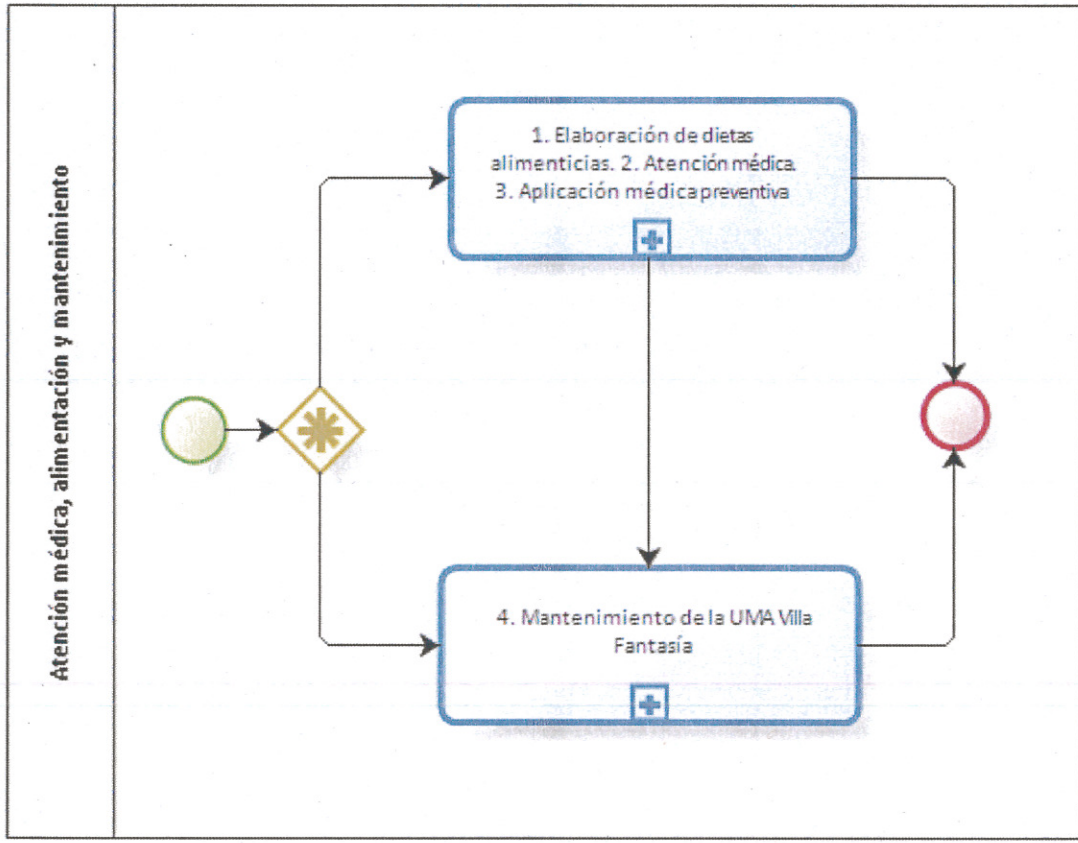 Atención médica, alimentación y mantenimiento
1. Elaboración de dietas
alimenticias. 2. Atención médica.
3. Aplicación médica preventiva
4. Mantenimiento de la UMA Villa
Fantasía